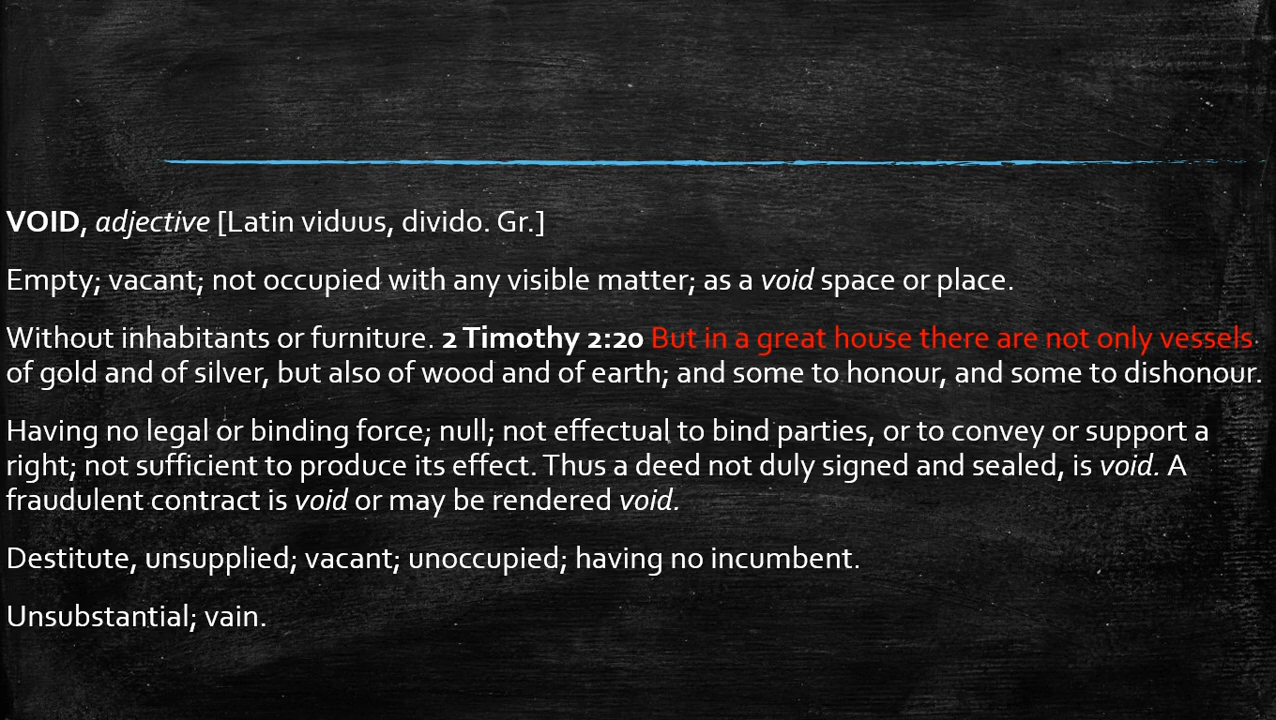 VOID, adjective [Latin viduus, divido. Gr.]
Empty; vacant; not occupied with any visible matter; as a void space or place.
Without inhabitants or furniture. 2 Timothy 2:20 But in a great house there are not only vessels
of gold and of silver, but also of wood and of earth; and some to honour, and some to dishonour.
Having no legal or binding force; null; not effectual to bind parties, or to convey or support a
right; not sufficient to produce its effect. Thus a deed not duly signed and sealed, is void. A
fraudulent contract is void or may be rendered void.
Destitute, unsupplied; vacant; unoccupied; having no incumbent.
Unsubstantial; vain.